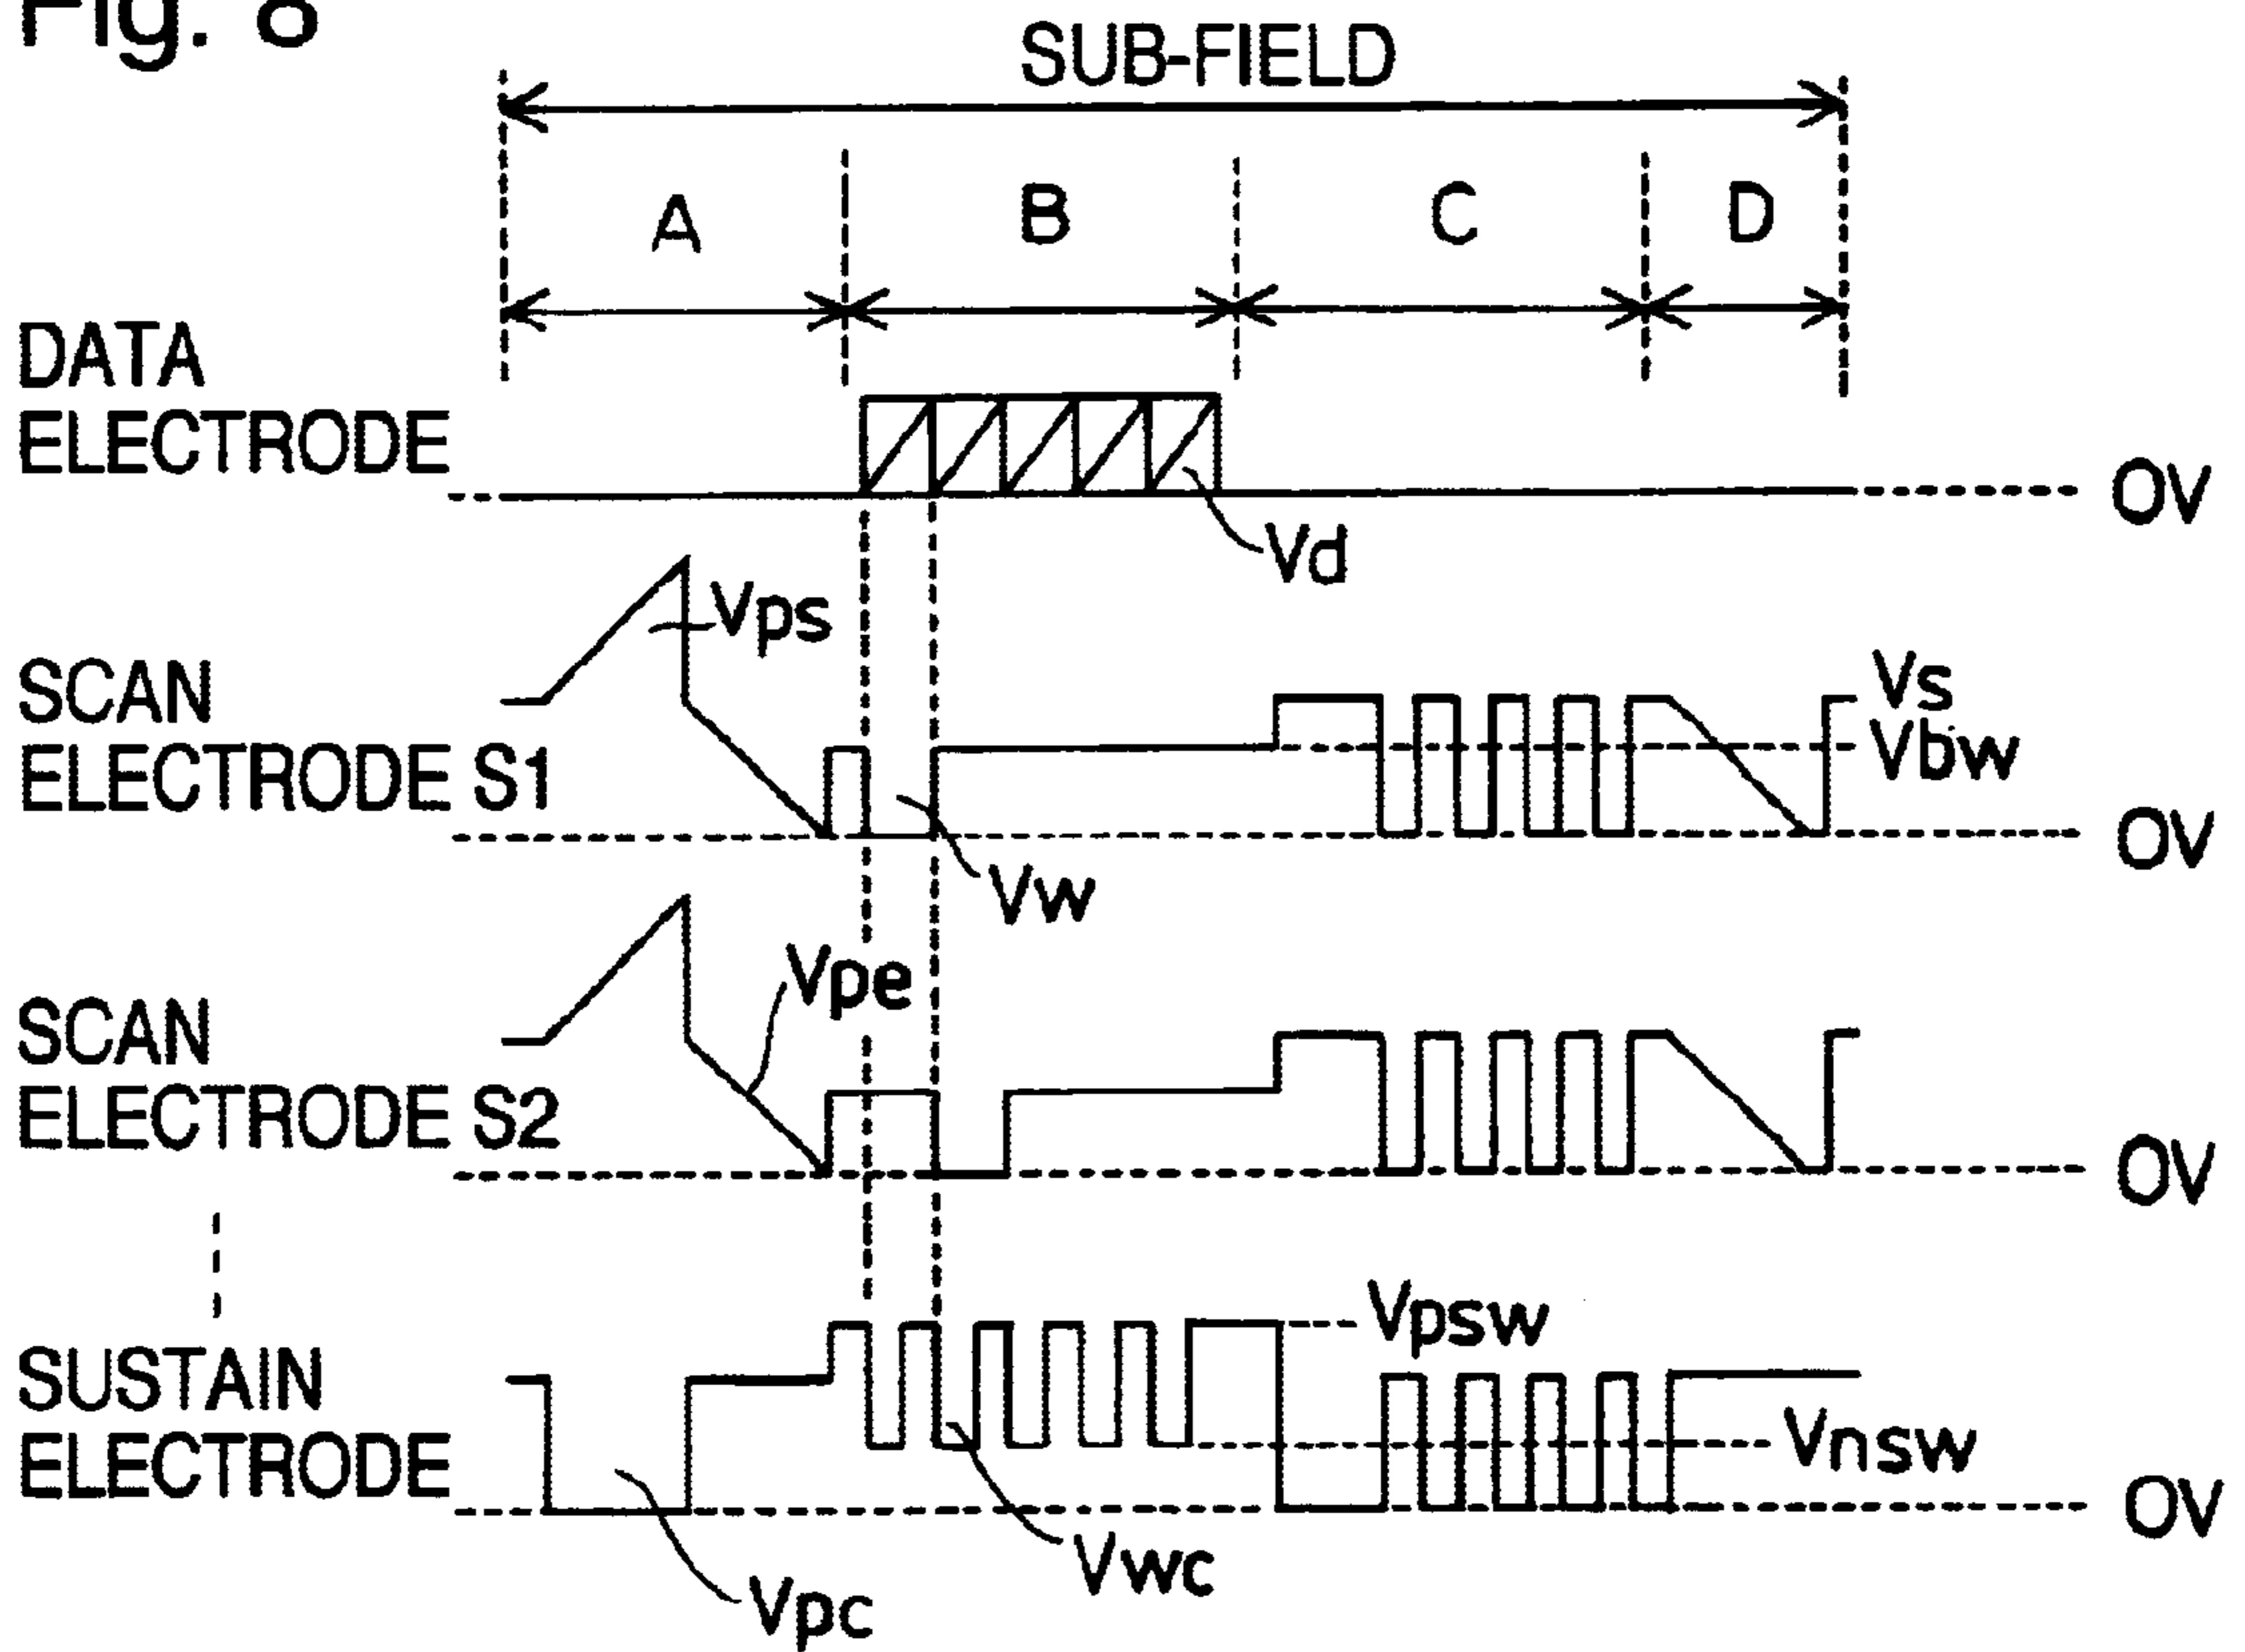 Fig. 8
SUB-FIELD
A B C D
DATA
ELECTRODE
0V
Vd
Vps
SCAN
ELECTRODE S1
Vs
Vbw
0V
Vw
Vpe
SCAN
ELECTRODE S2
0V
Vpsw
SUSTAIN
ELECTRODE
Vnsw
0V
Vwc
Vpc